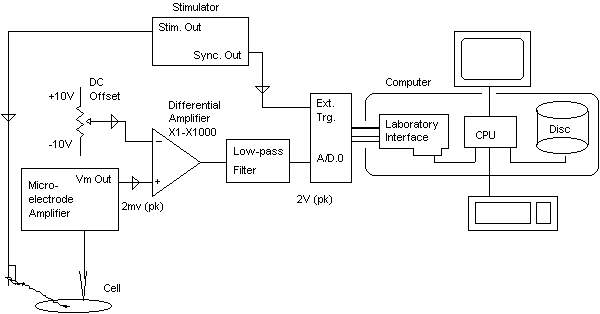 Stimulator
Stim. Out
Sync. Out
DC
Offset
+10V
-10V
Differential
Amplifier
X1-X1000
−
+
Low-pass
Filter
Ext.
Trg.
A/D.0
2V (pk)
Computer
Laboratory
Interface
CPU
Disc
Vm Out
Micro-
electrode
Amplifier
2mv (pk)
Cell